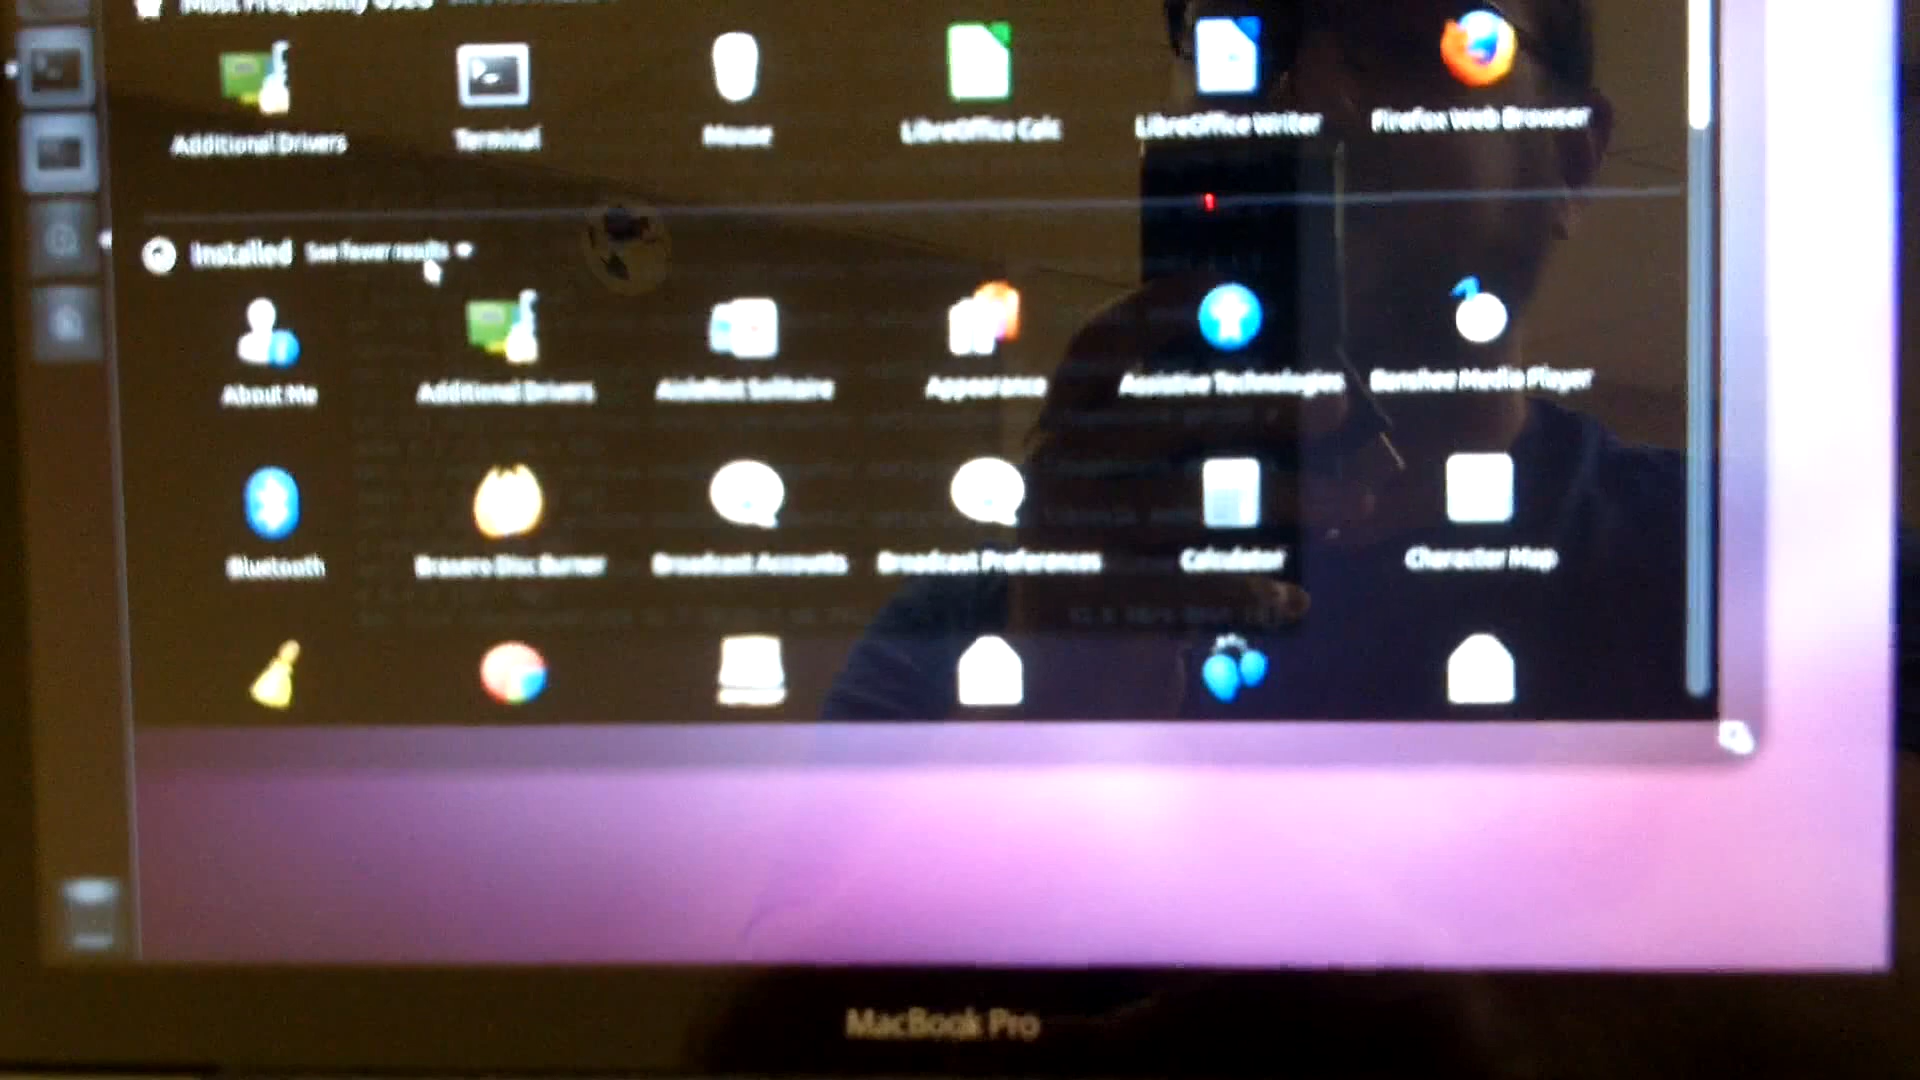 Most Frequently Used
Additional Drivers
Terminal
Mouse
LibreOffice Calc
LibreOffice Writer
Firefox Web Browser
Installed See fewer results
About Me
Additional Drivers
AisleRiot Solitaire
Appearance
Assistive Technologies
Banshee Media Player
Bluetooth
Brasero Disc Burner
Broadcast Accounts
Broadcast Preferences
Calculator
Character Map
MacBook Pro